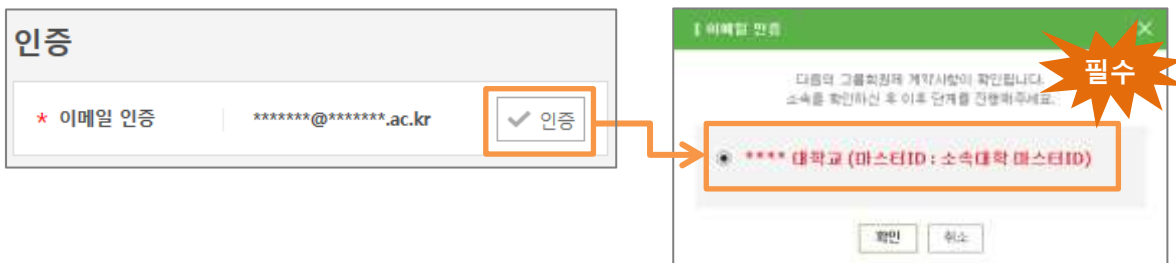 인증
* 이메일 인증 *******@*******.ac.kr 인증
이메일 인증
필수
다음의 그룹회원제 계약사항이 확인됩니다.
소속을 확인하신 후 이후 단계를 진행해주세요.
**** 대학교 (마스터ID : 소속대학 마스터ID)
확인 취소